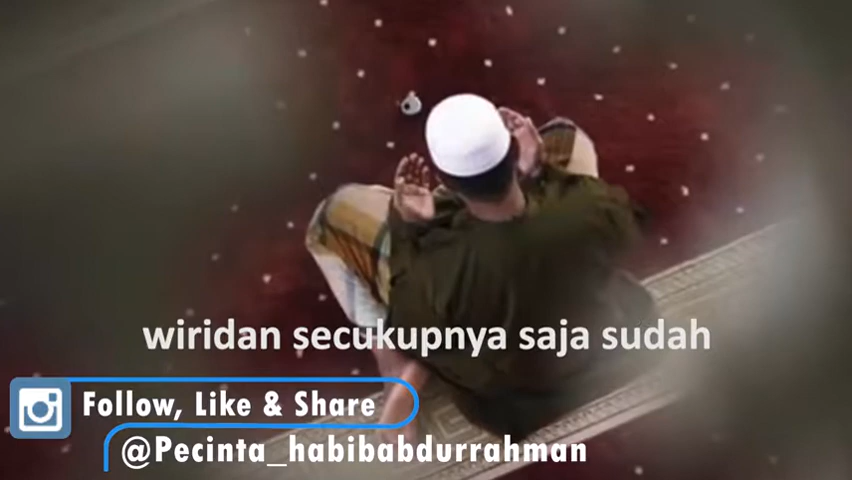 wiridan secukupnya saja sudah
Follow, Like & Share
@Pecinta_habibabdurrahman